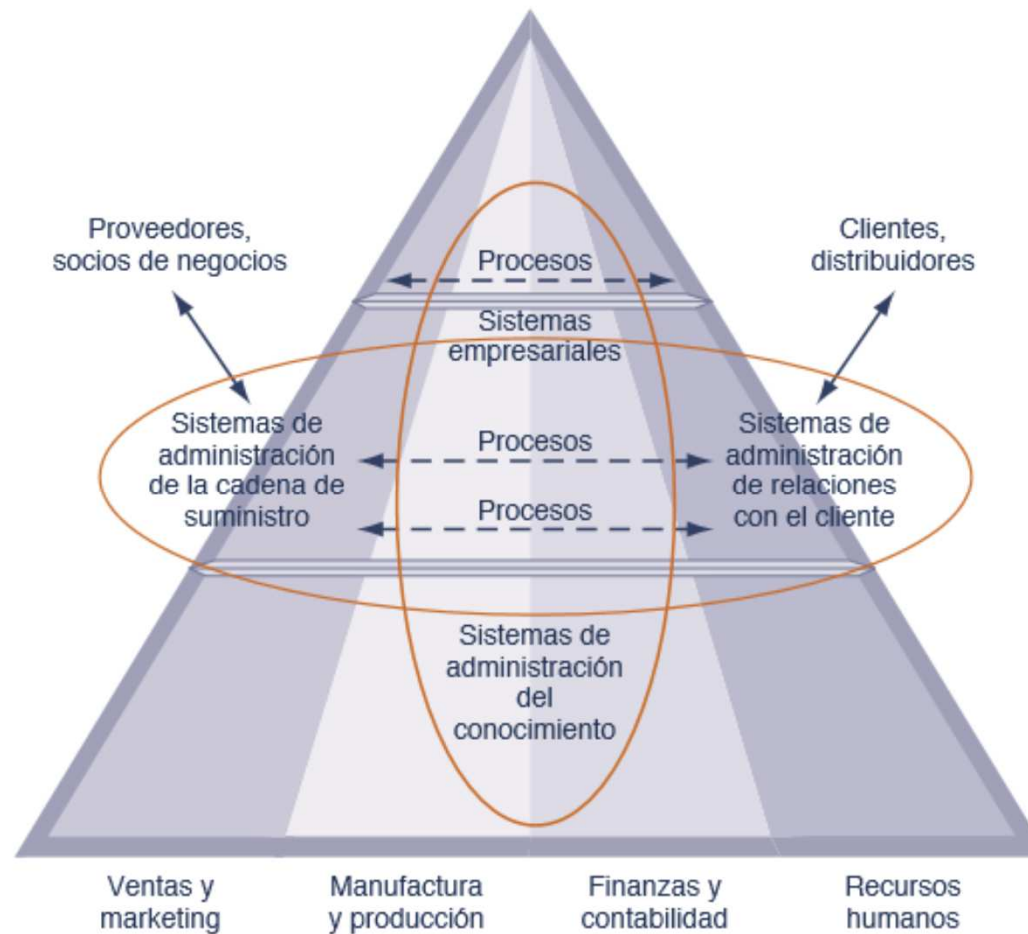 Proveedores,
socios de negocios
Clientes,
distribuidores
Procesos
Sistemas
empresariales
Sistemas de
administración
de la cadena de
suministro
Procesos
Procesos
Sistemas de
administración
de relaciones
con el cliente
Sistemas de
administración
del
conocimiento
Ventas y
marketing
Manufactura
y producción
Finanzas y
contabilidad
Recursos
humanos